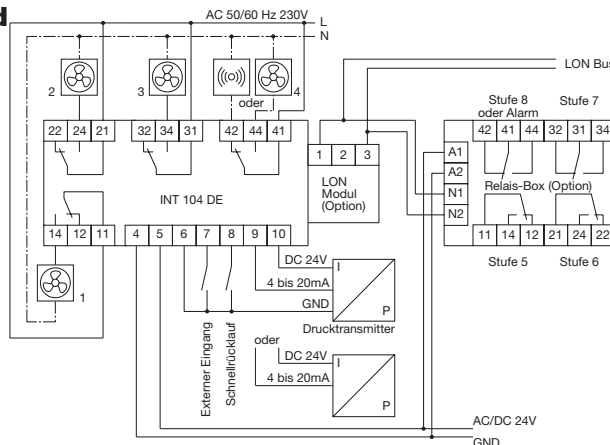 d
AC 50/60 Hz 230V
L
N
LON Bus
2
3
oder
4
Stufe 8
oder Alarm
Stufe 7
22 24 21
32 34 31
42 44 41
42 41 44 32 31 34
1 2 3
LON
Modul
(Option)
INT 104 DE
A1
A2
N1
N2
Relais-Box (Option)
14 12 11
4 5 6 7 8 9 10
11 14 12 21 24 22
Stufe 5
Stufe 6
1
DC 24V
4 bis 20mA
GND
I
P
Drucktransmitter
Externer Eingang
Schnellrücklauf
oder
DC 24V
4 bis 20mA
I
P
AC/DC 24V
GND